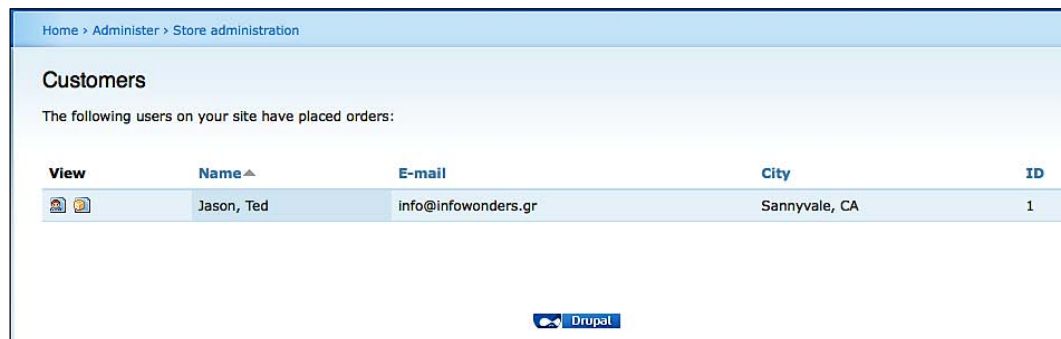 Home › Administer › Store administration
Customers
The following users on your site have placed orders:
View Name E-mail City ID
Jason, Ted info@infowonders.gr Sannyvale, CA 1
Drupal